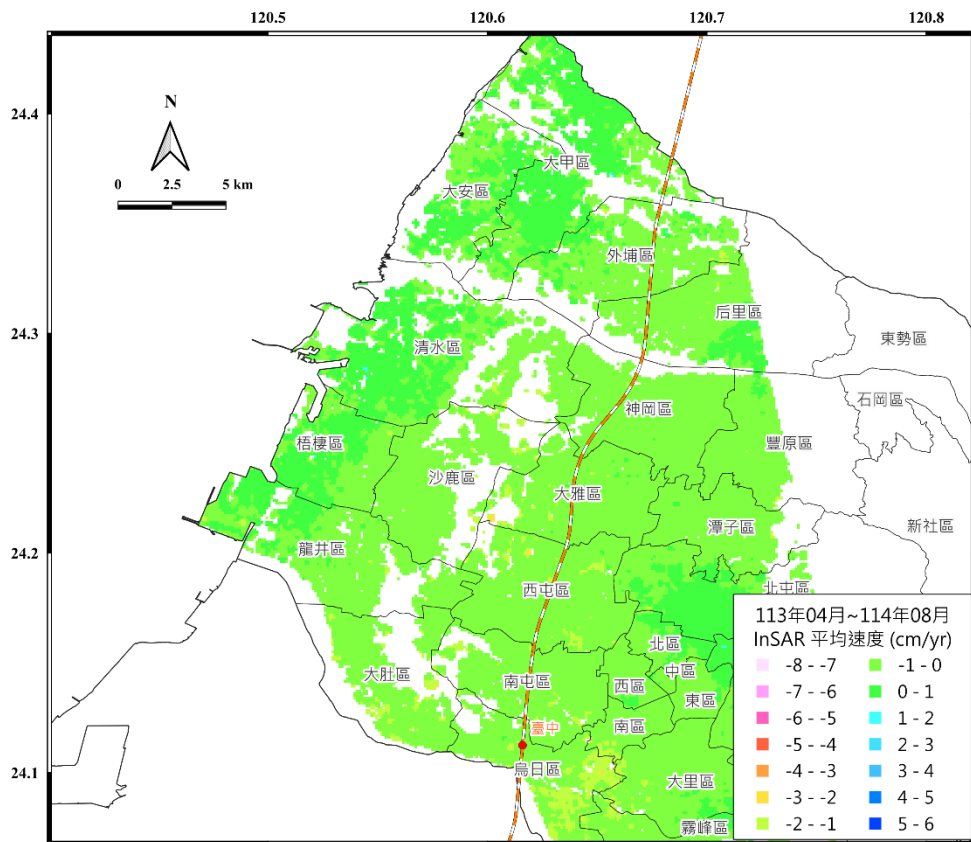 120.5 120.6 120.7 120.8
24.4
24.3
24.2
24.1
N
0 2.5 5 km
大甲區
大安區
外埔區
后里區
東勢區
清水區
石岡區
神岡區
梧棲區
豐原區
沙鹿區
大雅區
潭子區
新社區
龍井區
西屯區
北屯區
北區
中區
大肚區
南屯區
西區
東區
南區
臺中
烏日區
大里區
霧峰區
113年04月~114年08月
InSAR 平均速度 (cm/yr)
-8 - -7 -1 - 0
-7 - -6 0 - 1
-6 - -5 1 - 2
-5 - -4 2 - 3
-4 - -3 3 - 4
-3 - -2 4 - 5
-2 - -1 5 - 6